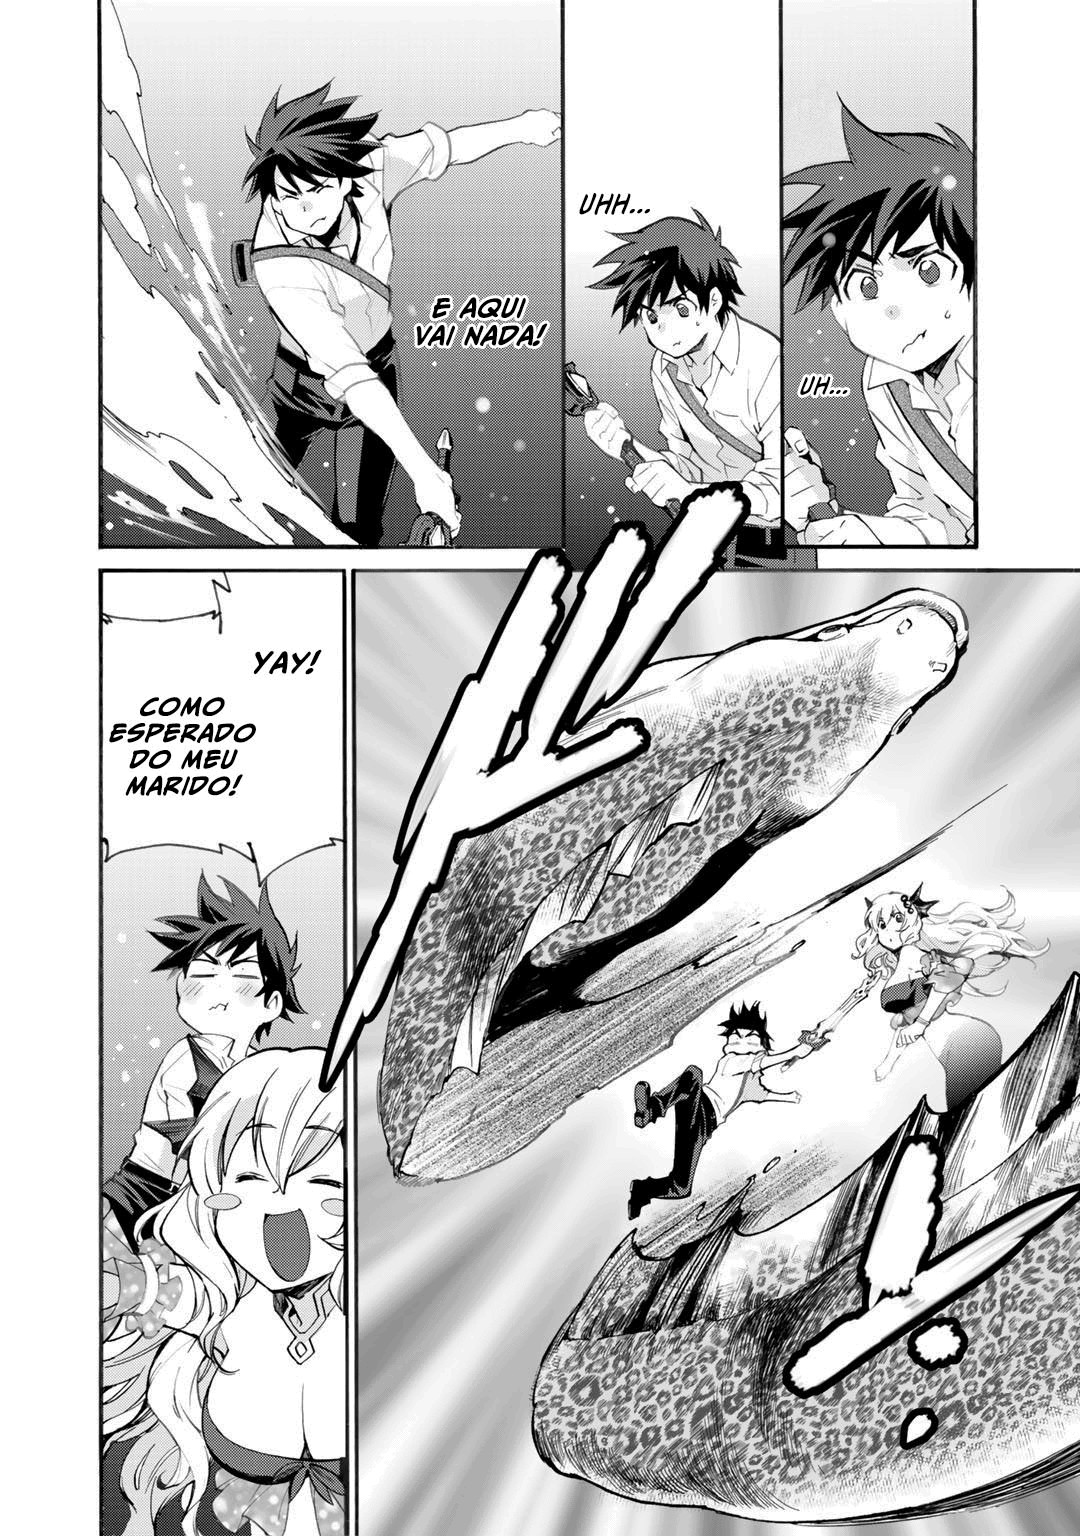 UH...
UHH...
E AQUI
VAI NADA!
YAY!
COMO
ESPERADO
DO MEU
MARIDO!